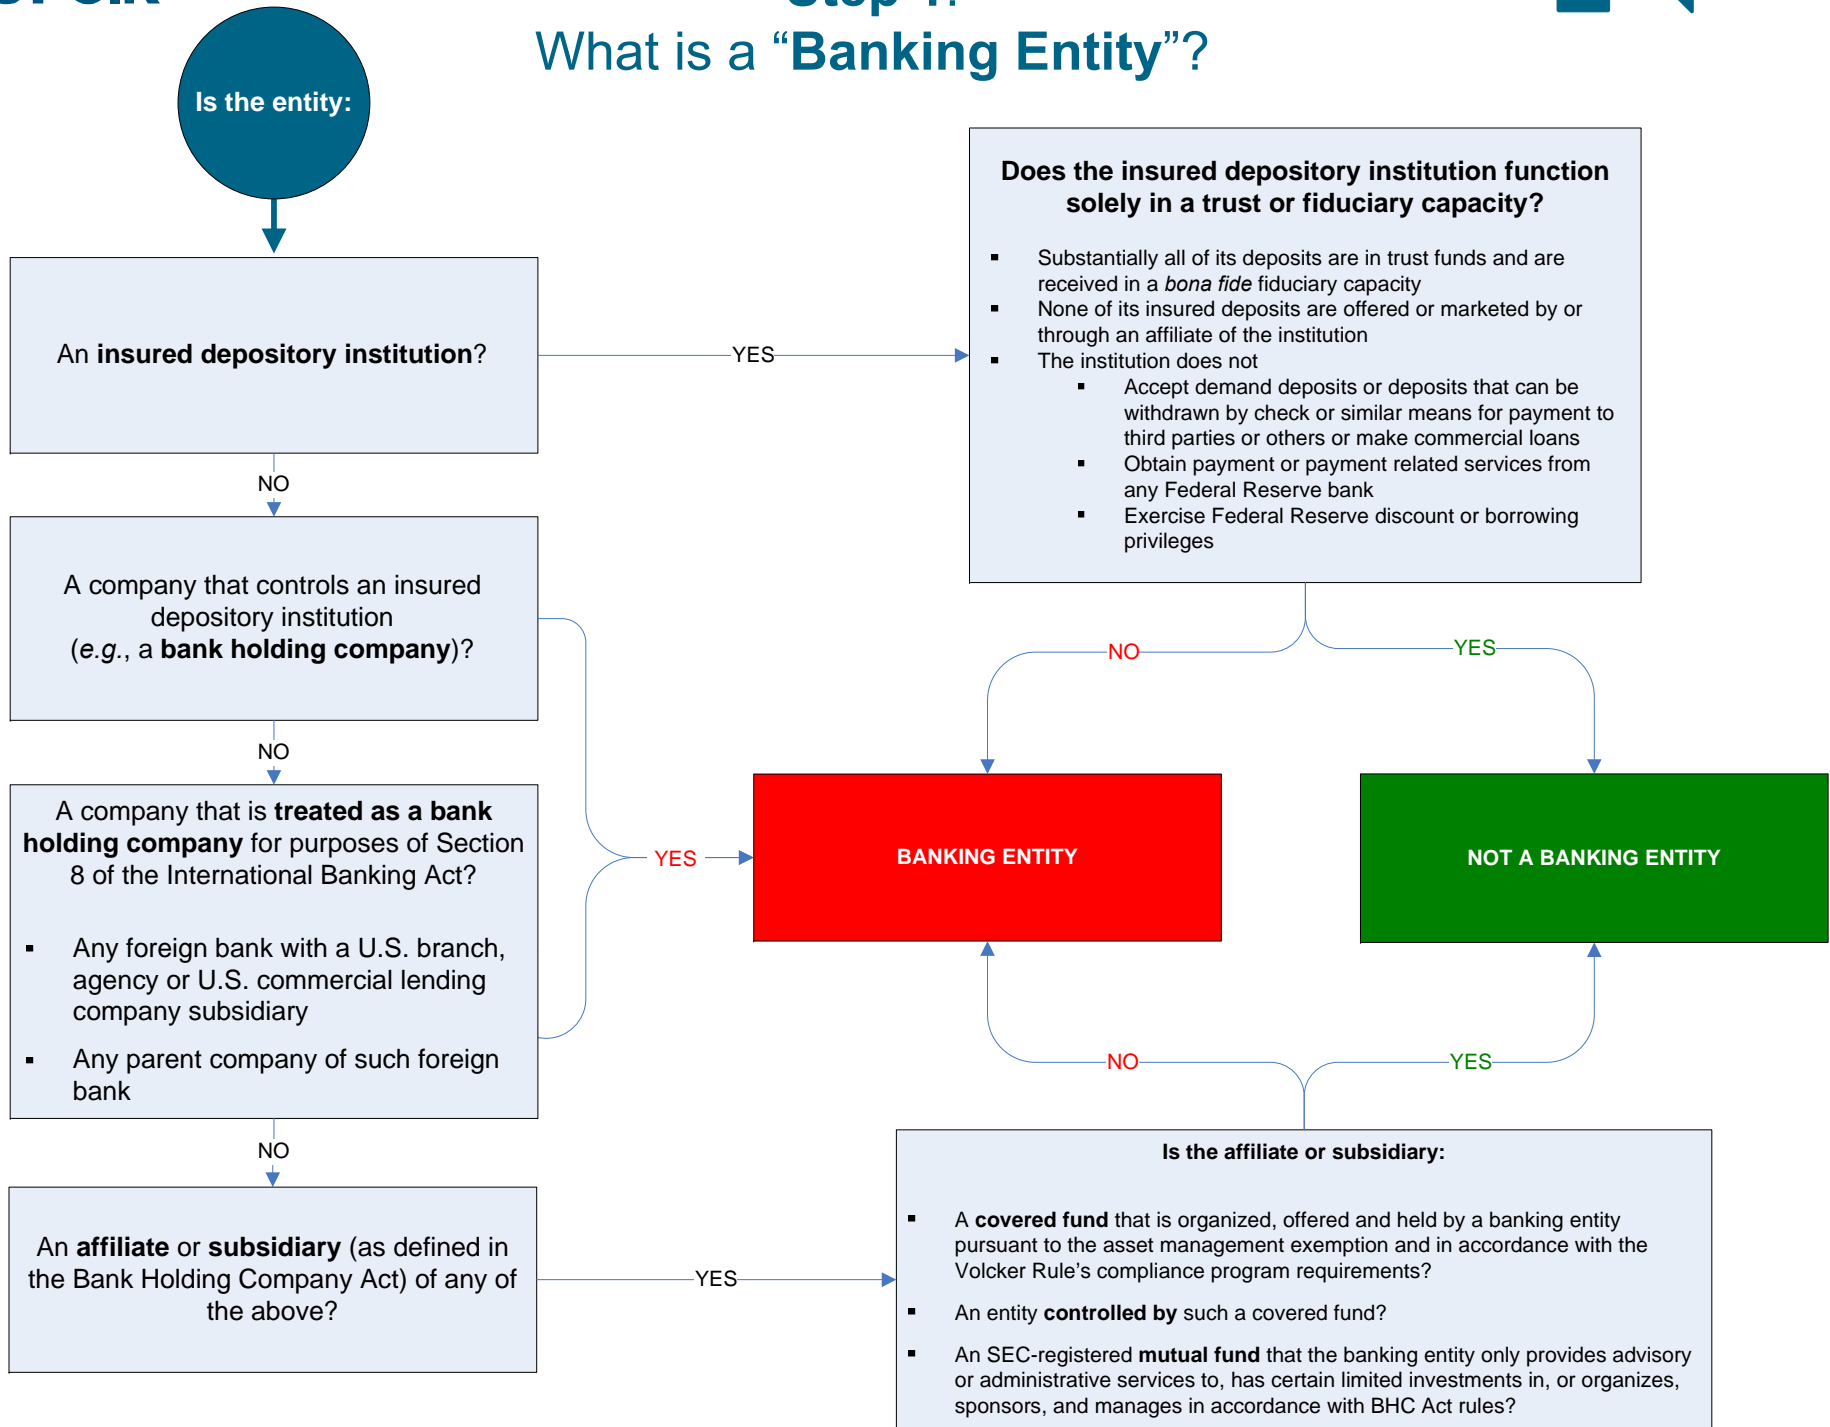 What is a “Banking Entity”?
Is the entity:
An insured depository institution?
YES
Does the insured depository institution function
solely in a trust or fiduciary capacity?
▪ Substantially all of its deposits are in trust funds and are
received in a bona fide fiduciary capacity
▪ None of its insured deposits are offered or marketed by or
through an affiliate of the institution
▪ The institution does not
▪ Accept demand deposits or deposits that can be
withdrawn by check or similar means for payment to
third parties or others or make commercial loans
▪ Obtain payment or payment related services from
any Federal Reserve bank
▪ Exercise Federal Reserve discount or borrowing
privileges
NO
A company that controls an insured
depository institution
(e.g., a bank holding company)?
NO
YES
NO
A company that is treated as a bank
holding company for purposes of Section
8 of the International Banking Act?
▪ Any foreign bank with a U.S. branch,
agency or U.S. commercial lending
company subsidiary
▪ Any parent company of such foreign
bank
YES
BANKING ENTITY
NOT A BANKING ENTITY
NO
YES
NO
An affiliate or subsidiary (as defined in
the Bank Holding Company Act) of any of
the above?
YES
Is the affiliate or subsidiary:
▪ A covered fund that is organized, offered and held by a banking entity
pursuant to the asset management exemption and in accordance with the
Volcker Rule’s compliance program requirements?
▪ An entity controlled by such a covered fund?
▪ An SEC-registered mutual fund that the banking entity only provides advisory
or administrative services to, has certain limited investments in, or organizes,
sponsors, and manages in accordance with BHC Act rules?